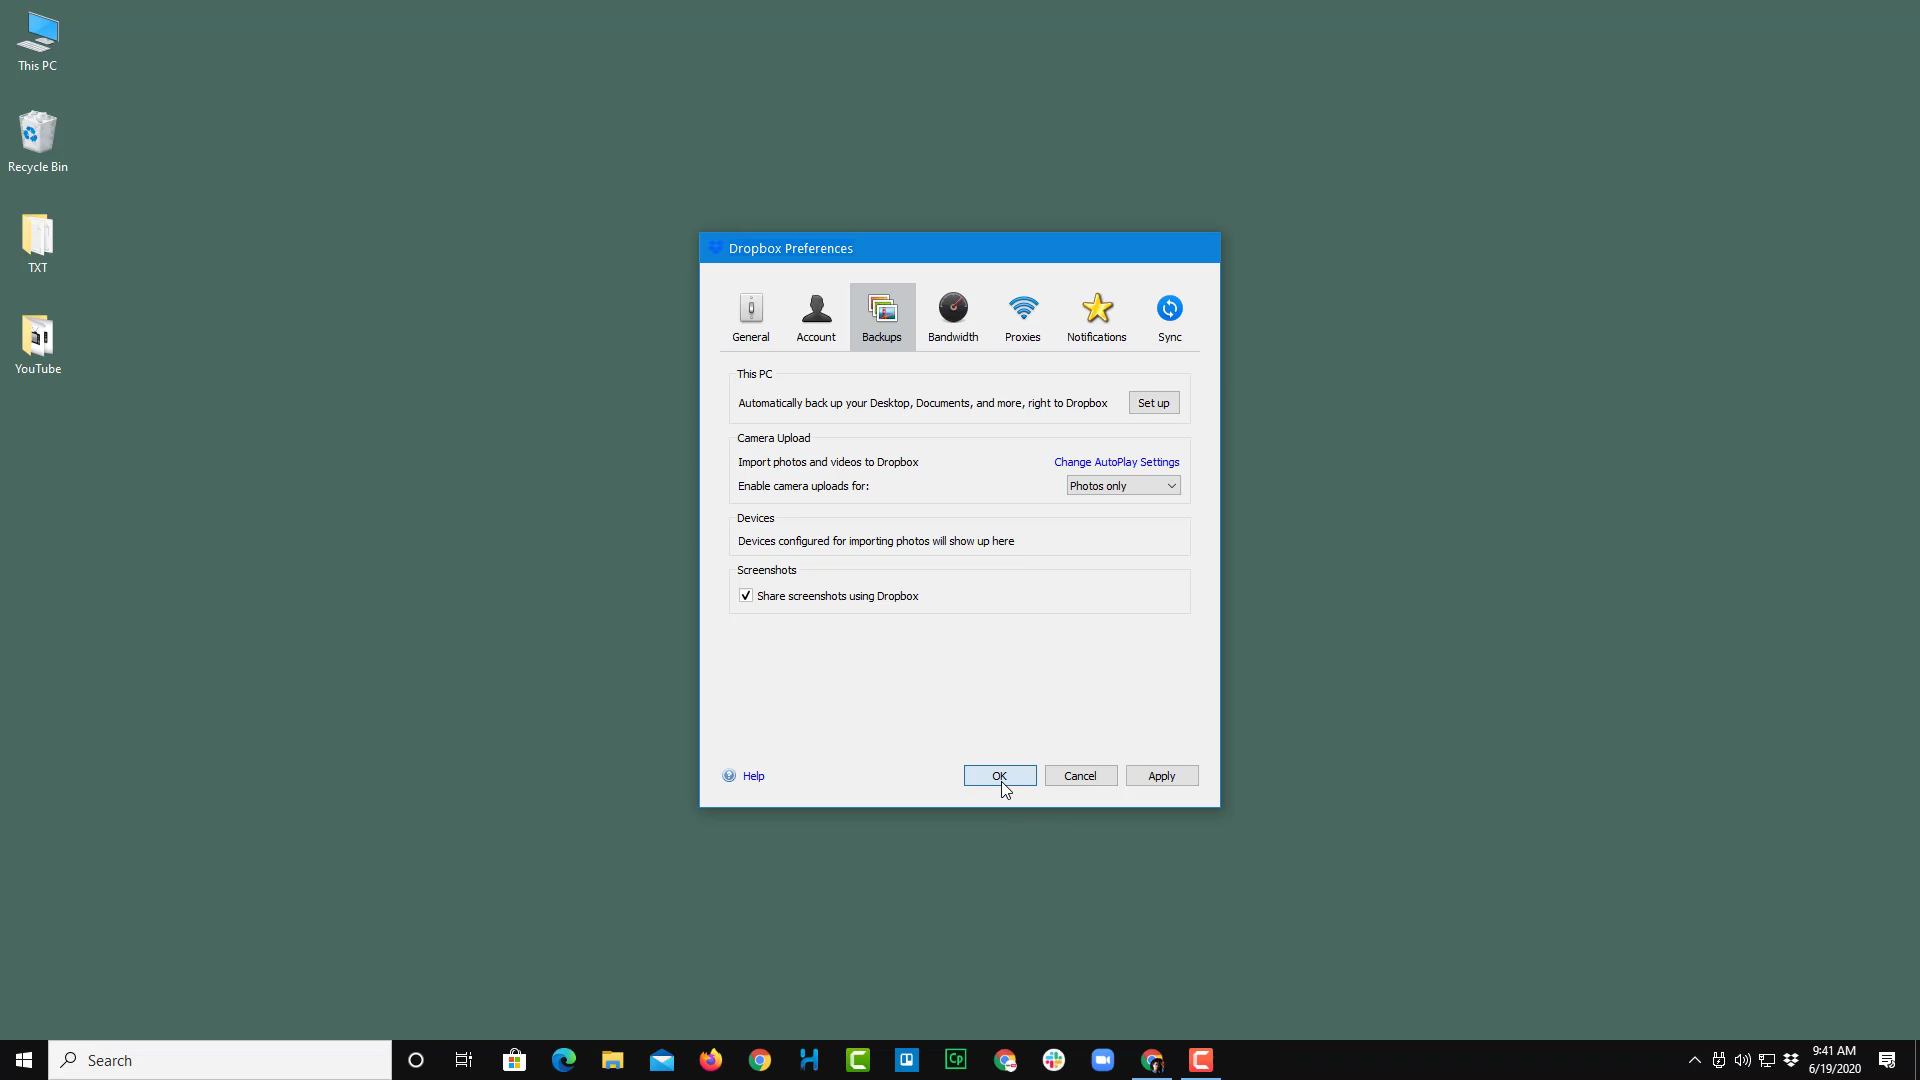 This PC
Recycle Bin
TXT
YouTube
Dropbox Preferences
General
Account
Backups
Bandwidth
Proxies
Notifications
Sync
This PC
Automatically back up your Desktop, Documents, and more, right to Dropbox
Set up
Camera Upload
Import photos and videos to Dropbox
Change AutoPlay Settings
Enable camera uploads for:
Photos only
Devices
Devices configured for importing photos will show up here
Screenshots
Share screenshots using Dropbox
Help
OK
Cancel
Apply
Search
Cp
9:41 AM
6/19/2020